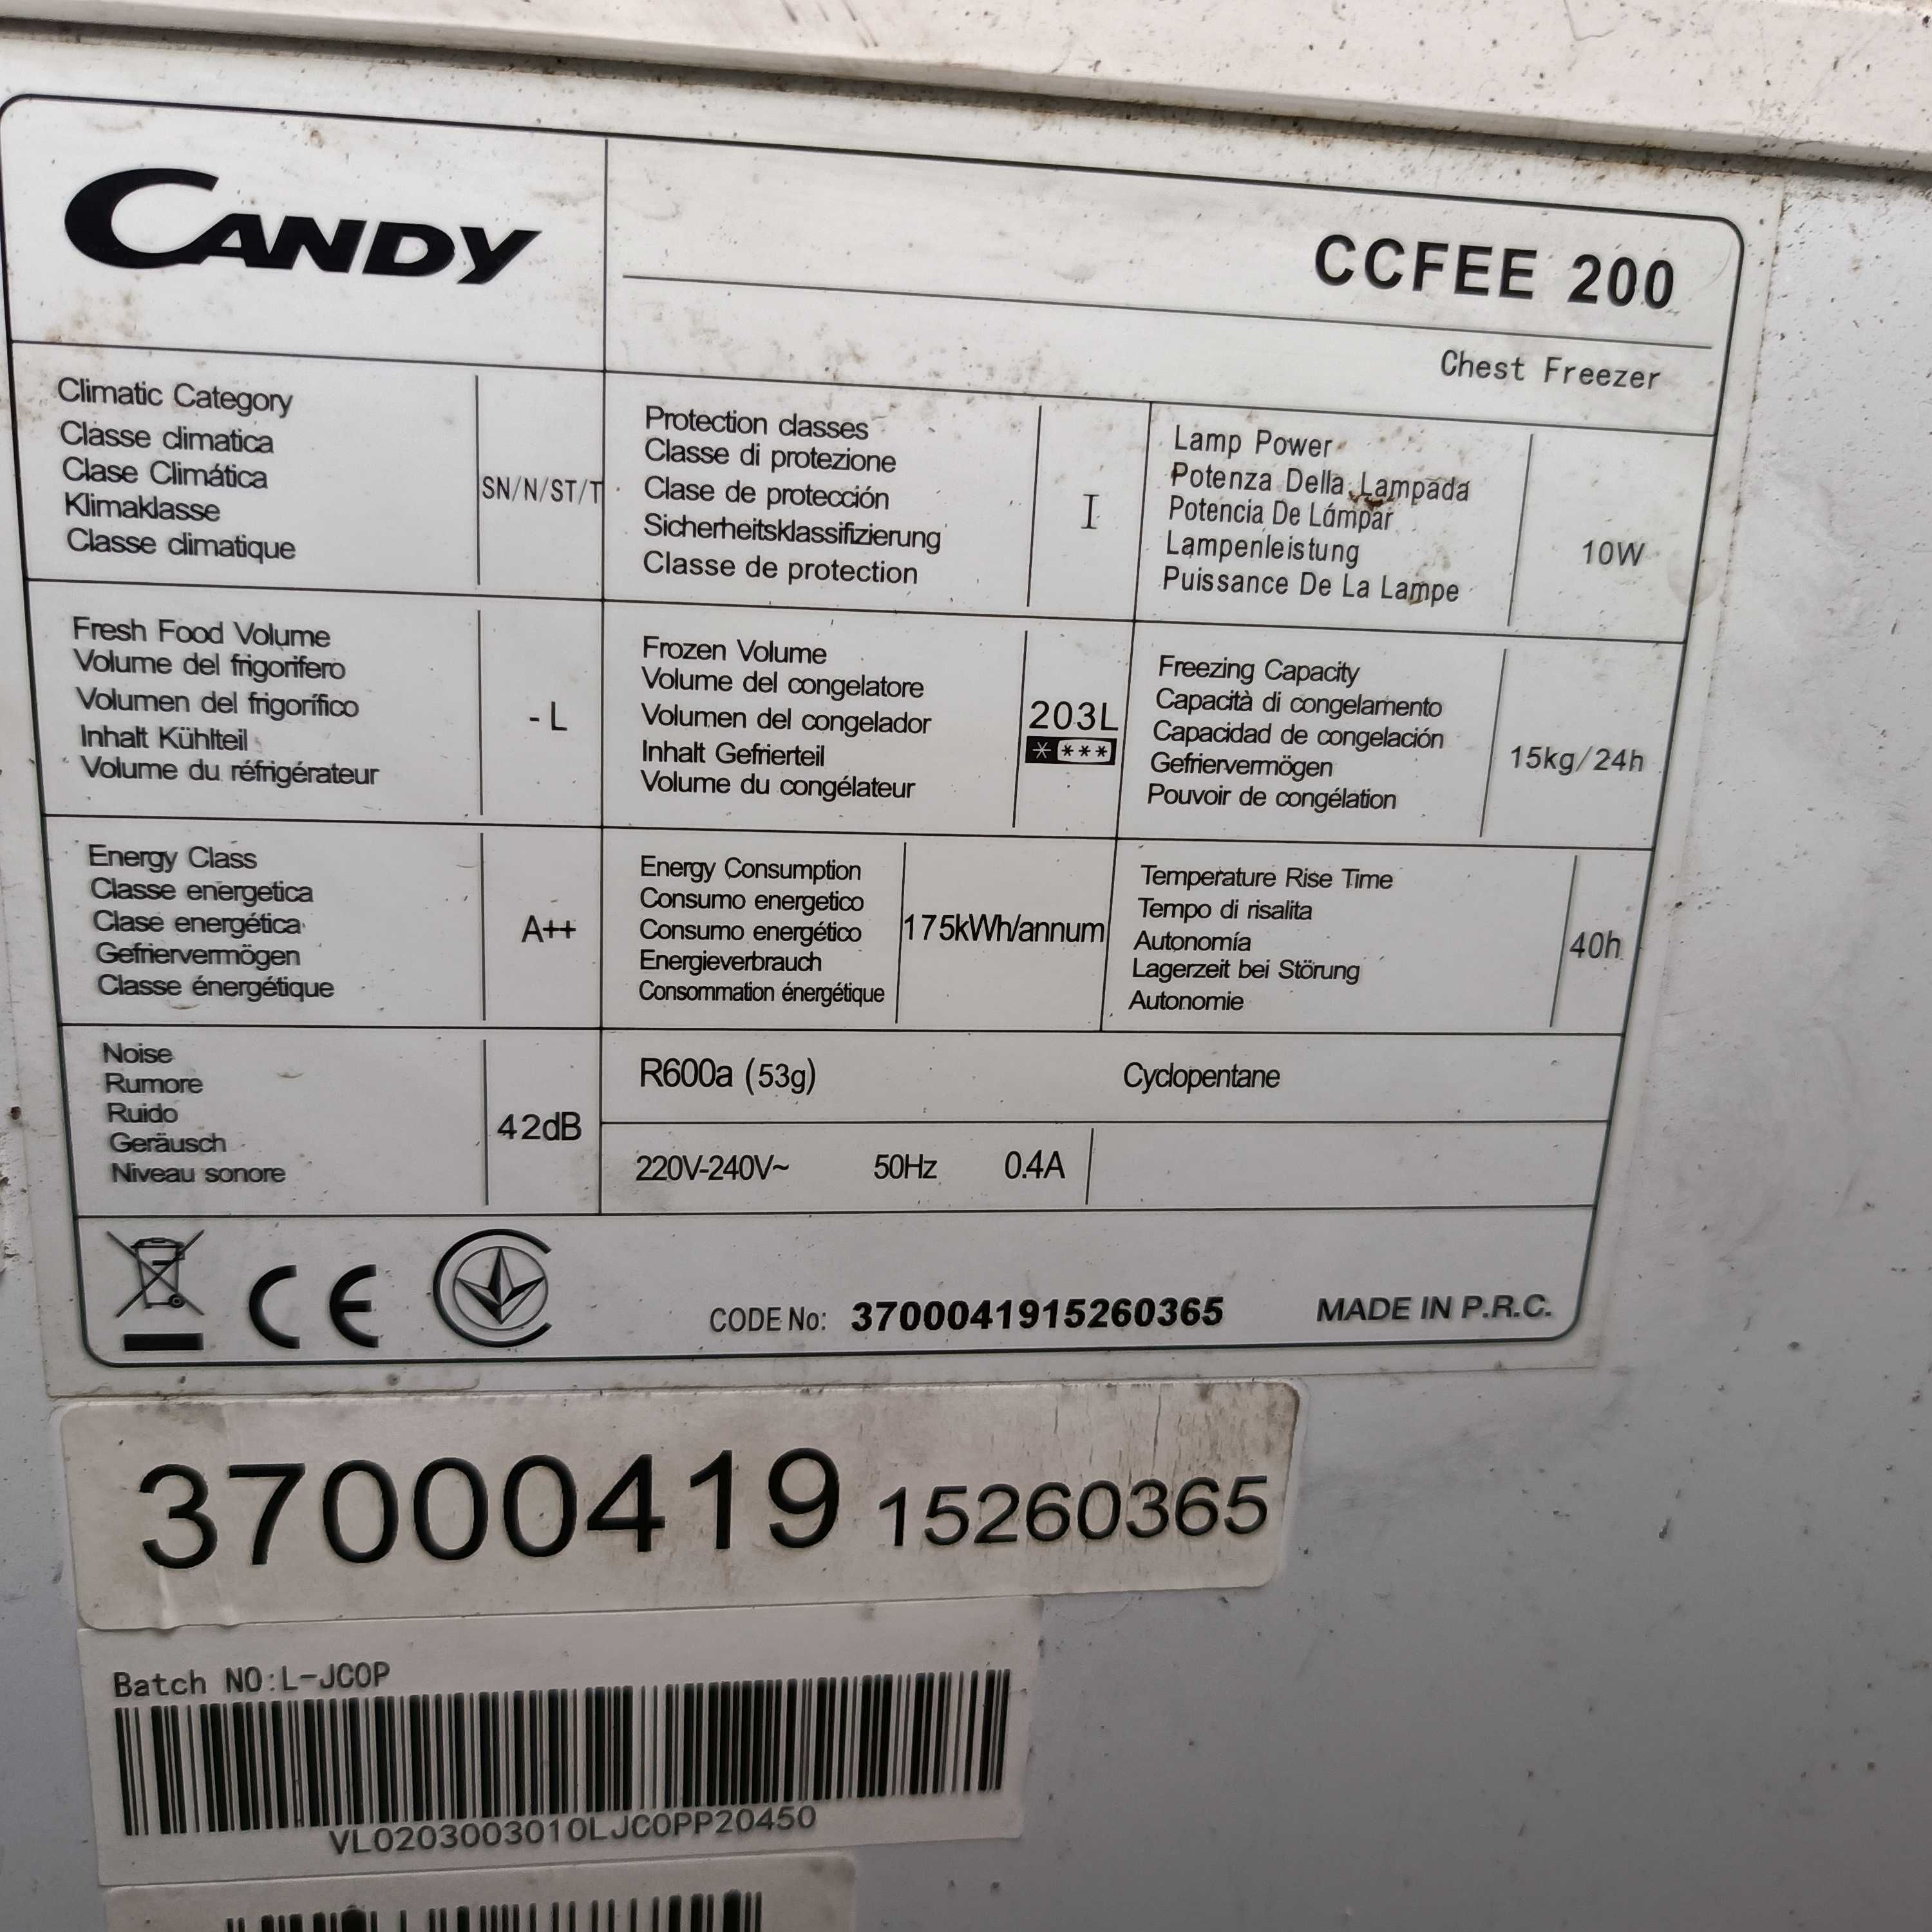 CANDY
CCFEE 200
Chest Freezer
Climatic Category
Classe climatica
Clase Climática
Klimaklasse
Classe climatique
SN/N/ST/T
Protection classes
Classe di protezione
Clase de protección
Sicherheitsklassifizierung
Classe de protection
I
Lamp Power
Potenza Della Lampada
Potencia De Lámpar
Lampenleistung
Puissance De La Lampe
10W
Fresh Food Volume
Volume del frigorifero
Volumen del frigorífico
Inhalt Kühlteil
Volume du réfrigérateur
-L
Frozen Volume
Volume del congelatore
Volumen del congelador
Inhalt Gefrierteil
Volume du congélateur
203L
* ***
Freezing Capacity
Capacità di congelamento
Capacidad de congelación
Gefriervermögen
Pouvoir de congélation
15kg/24h
Energy Class
Classe energetica
Clase energética
Gefriervermögen
Classe énergétique
A++
Energy Consumption
Consumo energetico
Consumo energético
Energieverbrauch
Consommation énergétique
175kWh/annum
Temperature Rise Time
Tempo di risalita
Autonomía
Lagerzeit bei Störung
Autonomie
40h
Noise
Rumore
Ruido
Geräusch
Niveau sonore
42dB
R600a (53g) Cyclopentane
220V-240V~ 50Hz 0.4A
CE
CODE No: 3700041915260365 MADE IN P.R.C.
37000419 15260365
Batch NO:L-JCOP
VL0203003010LJC0PP20450